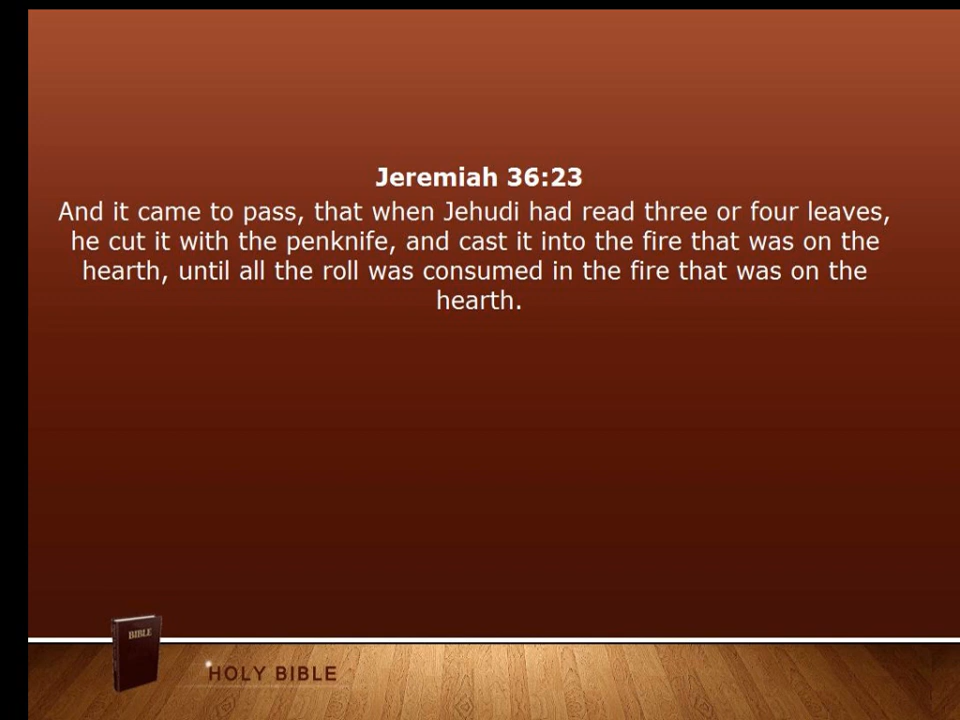 Jeremiah 36:23
And it came to pass, that when Jehudi had read three or four leaves,
he cut it with the penknife, and cast it into the fire that was on the
hearth, until all the roll was consumed in the fire that was on the
hearth.
BIBLE
HOLY BIBLE